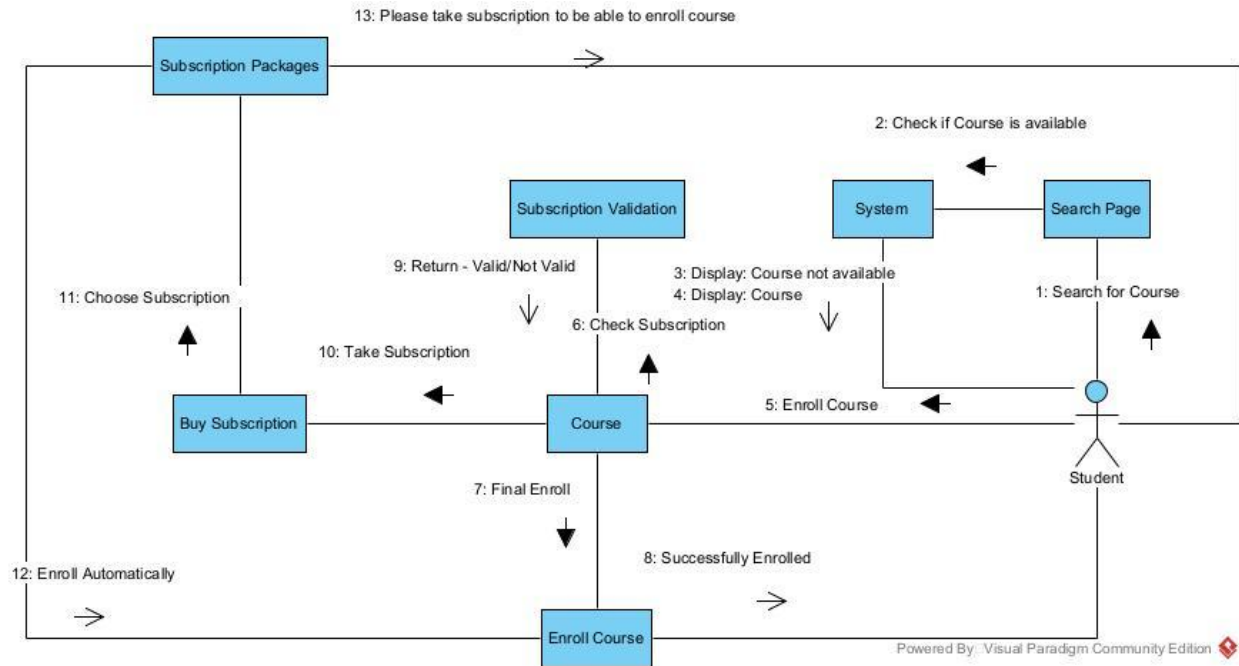 13: Please take subscription to be able to enroll course
Subscription Packages
2: Check if Course is available
Subscription Validation
System
Search Page
9: Return - Valid/Not Valid
3: Display: Course not available
4: Display: Course
11: Choose Subscription
1: Search for Course
6: Check Subscription
10: Take Subscription
5: Enroll Course
Buy Subscription
Course
Student
7: Final Enroll
8: Successfully Enrolled
12: Enroll Automatically
Enroll Course
Powered By: Visual Paradigm Community Edition